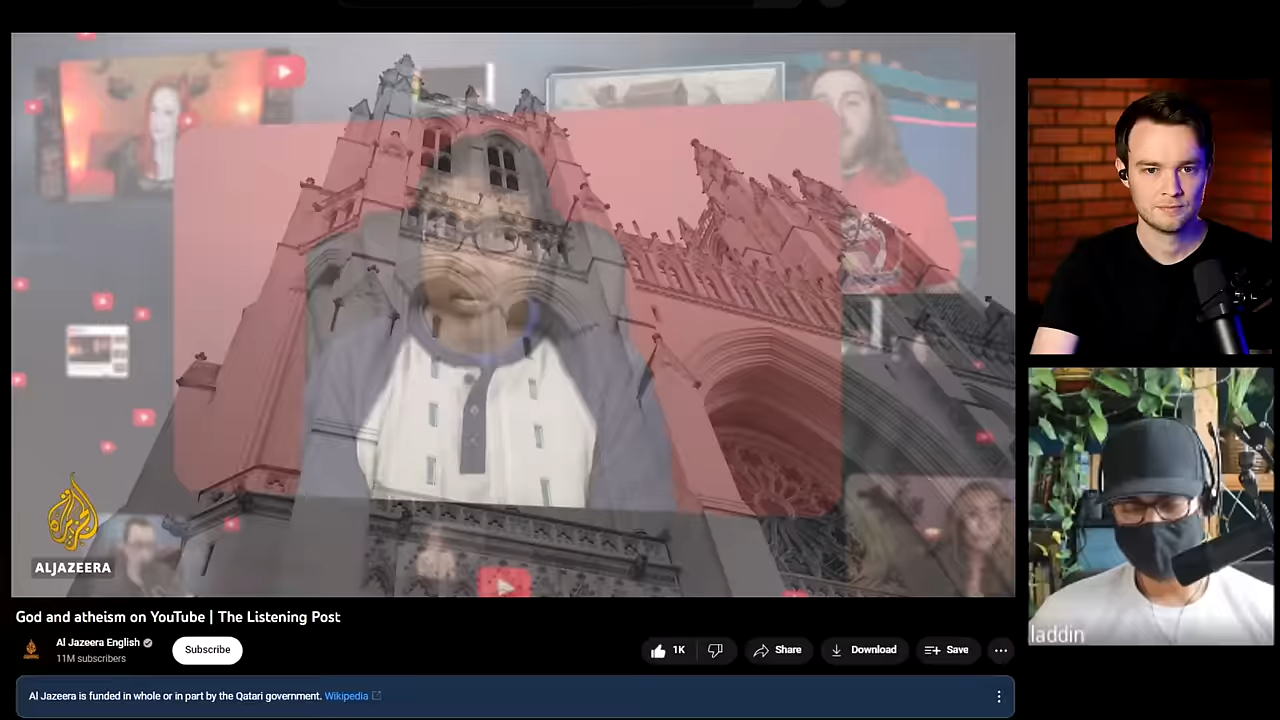 الجزيرة
ALJAZEERA
laddin
God and atheism on YouTube | The Listening Post
Al Jazeera English
11M subscribers
Subscribe
1K
Share
Download
Save
Al Jazeera is funded in whole or in part by the Qatari government. Wikipedia